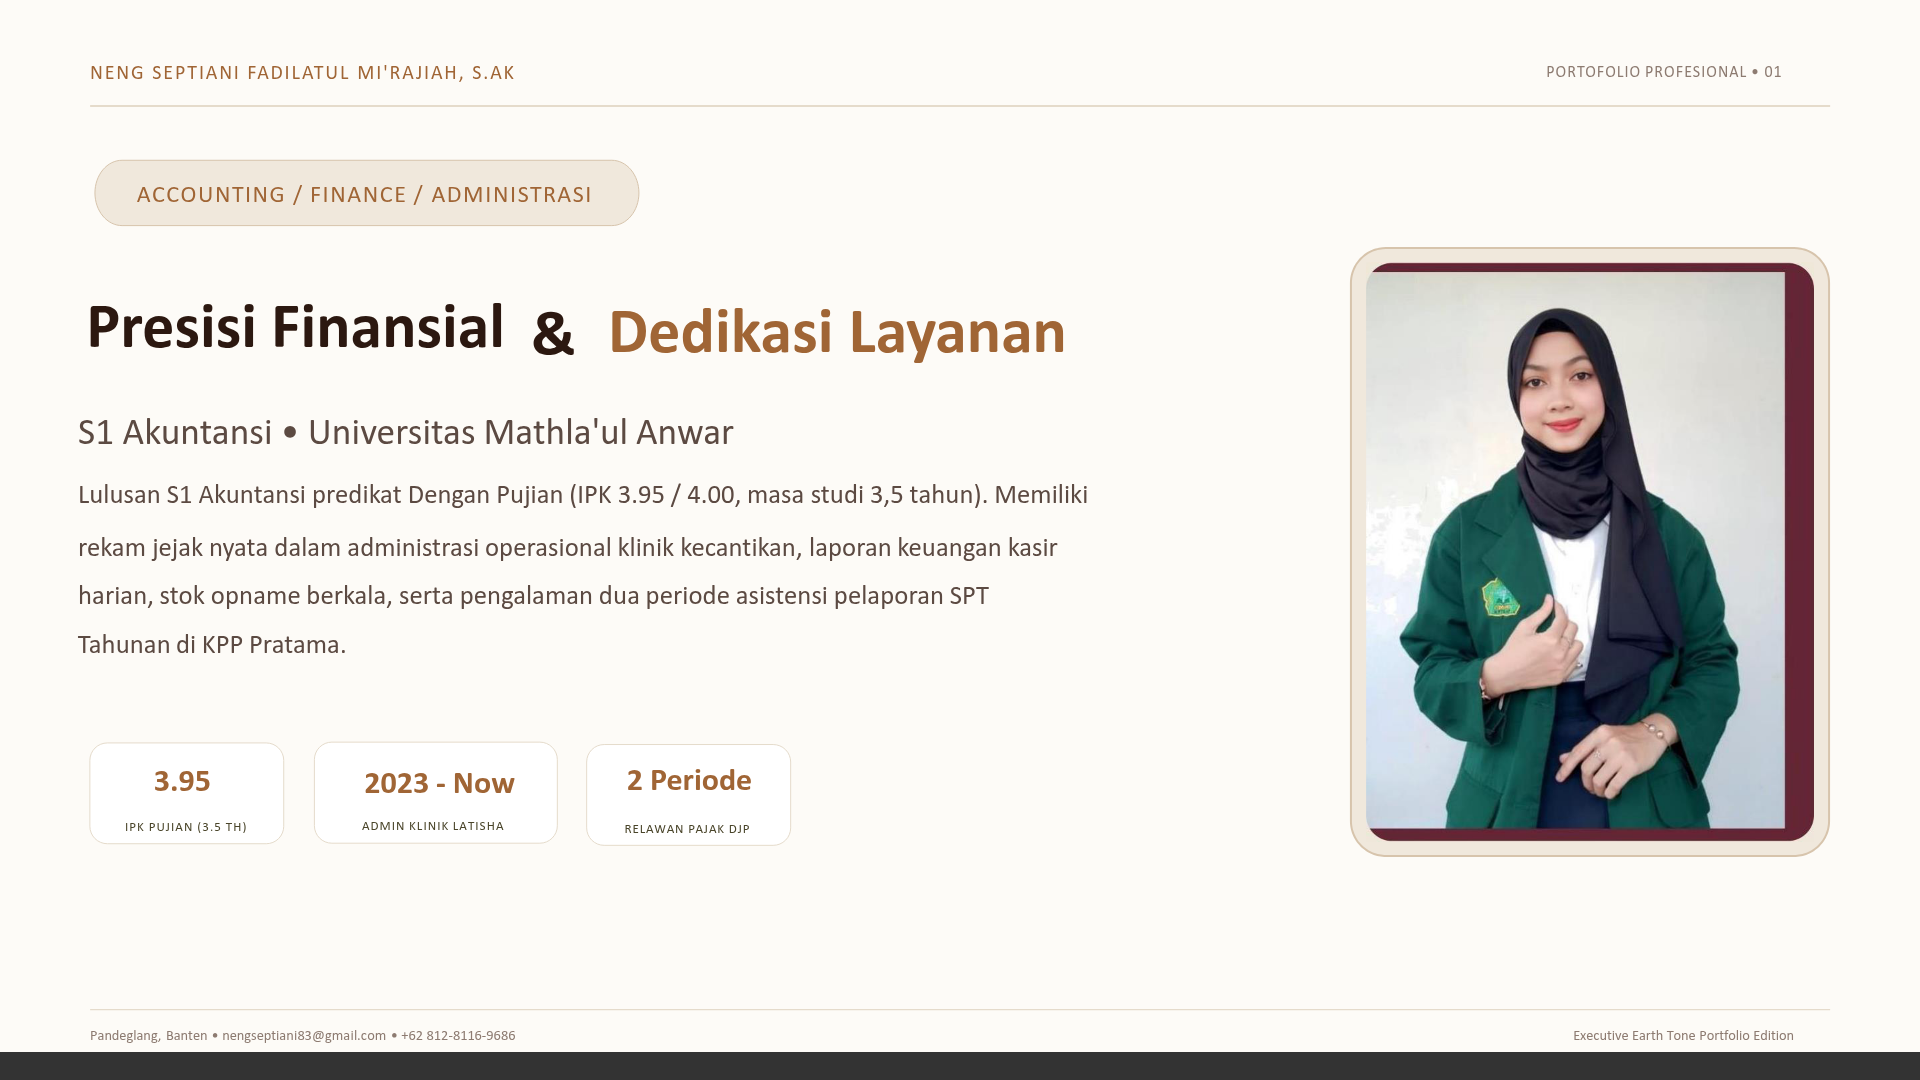 NENG SEPTIANI FADILATUL MI'RAJIAH, S.AK
PORTOFOLIO PROFESIONAL • 01
ACCOUNTING / FINANCE / ADMINISTRASI
Presisi Finansial & Dedikasi Layanan
S1 Akuntansi • Universitas Mathla'ul Anwar
Lulusan S1 Akuntansi predikat Dengan Pujian (IPK 3.95 / 4.00, masa studi 3,5 tahun). Memiliki
rekam jejak nyata dalam administrasi operasional klinik kecantikan, laporan keuangan kasir
harian, stok opname berkala, serta pengalaman dua periode asistensi pelaporan SPT
Tahunan di KPP Pratama.
3.95
IPK PUJIAN (3.5 TH)
2023 - Now
ADMIN KLINIK LATISHA
2 Periode
RELAWAN PAJAK DJP
Pandeglang, Banten • nengseptiani83@gmail.com • +62 812-8116-9686
Executive Earth Tone Portfolio Edition